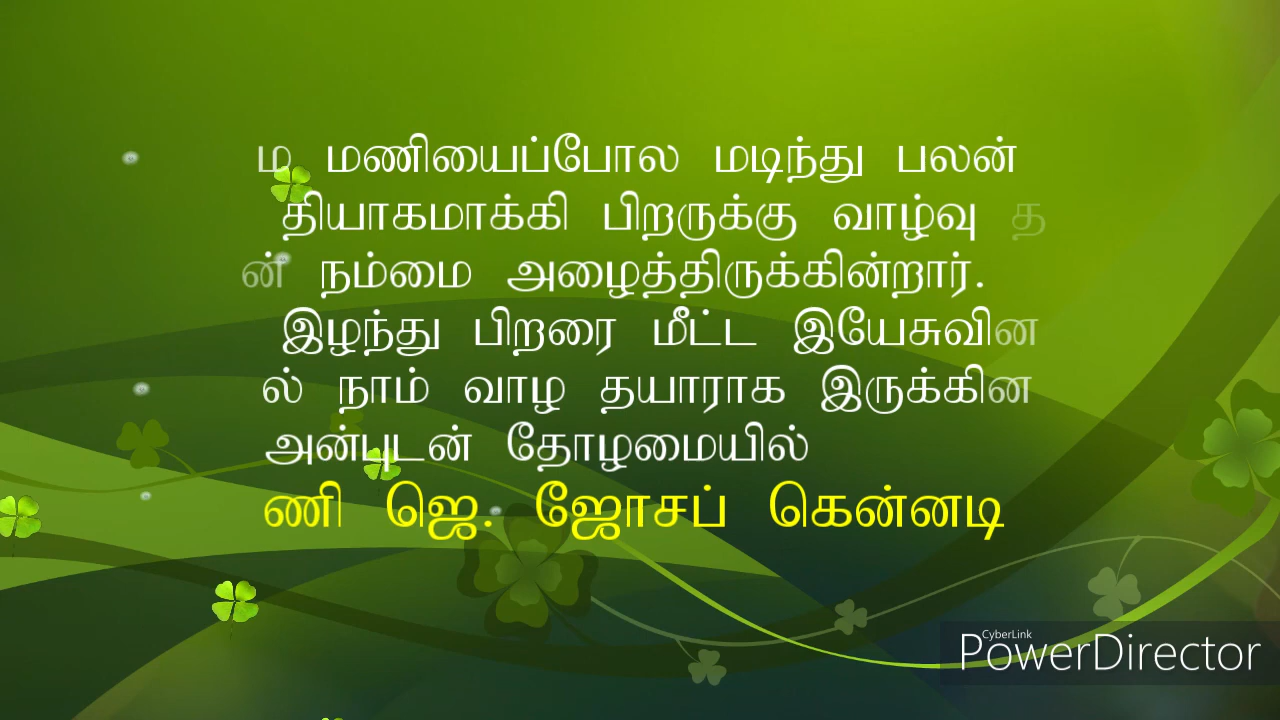 ம மணியைப்போல மடிந்து பலன்
தியாகமாக்கி பிறருக்கு வாழ்வு த
ன் நம்மை அழைத்திருக்கின்றார்.
இழந்து பிறரை மீட்ட இயேசுவின
ல் நாம் வாழ தயாராக இருக்கின
அன்புடன் தோழமையில்
ணி ஜெ. ஜோசப் கென்னடி
CyberLink
PowerDirector